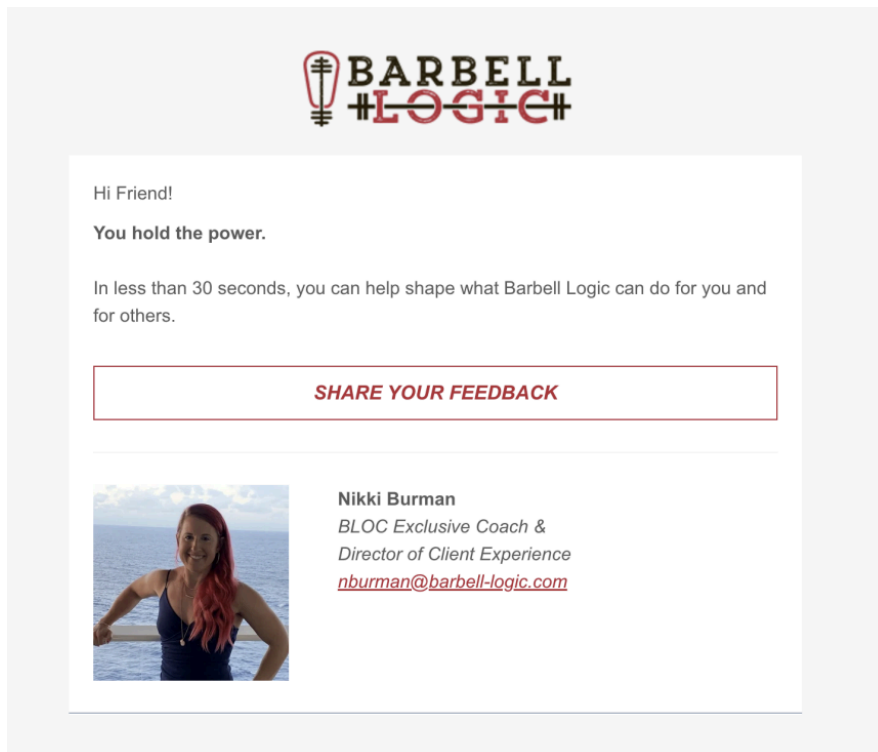 BARBELL
LOGIC
Hi Friend!
You hold the power.
In less than 30 seconds, you can help shape what Barbell Logic can do for you and
for others.
SHARE YOUR FEEDBACK
Nikki Burman
BLOC Exclusive Coach &
Director of Client Experience
nburman@barbell-logic.com